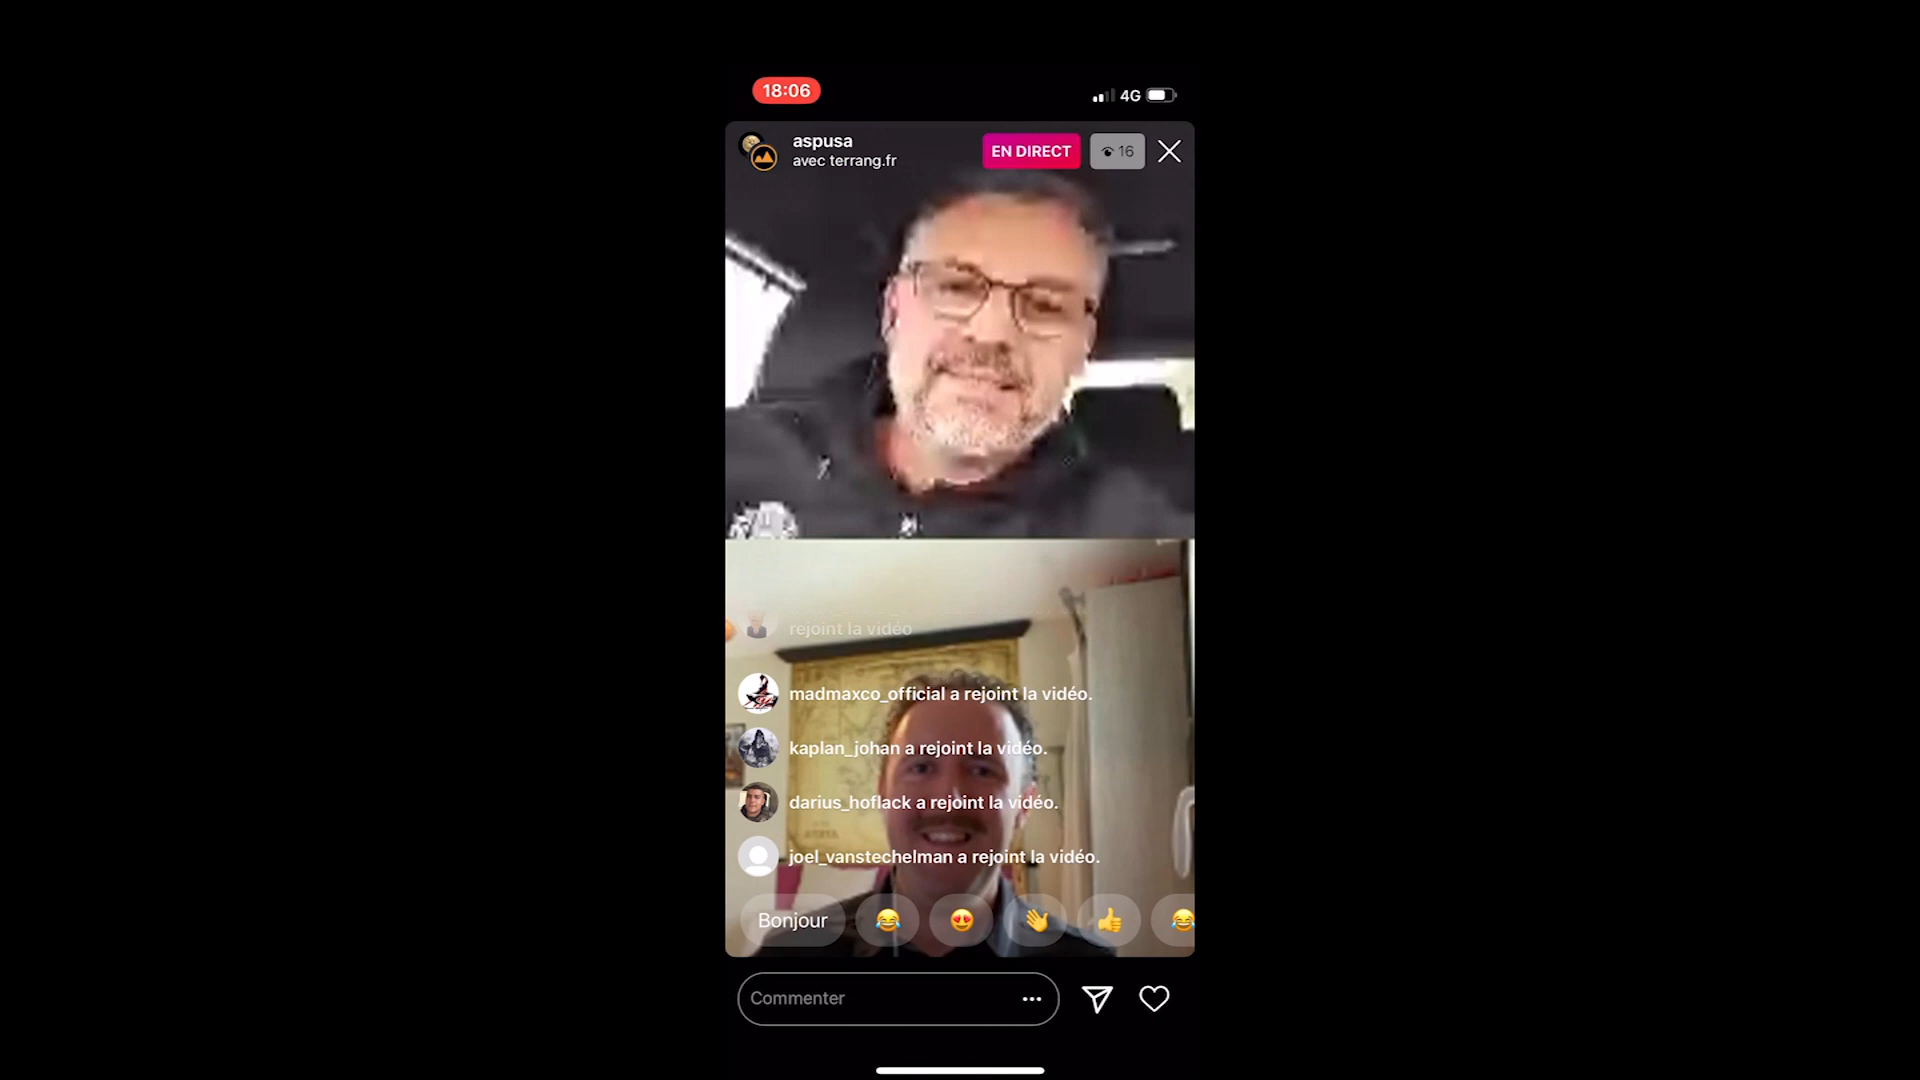 18:06
4G
aspusa
avec terrang.fr
EN DIRECT
16
rejoint la vidéo
madmaxco_official a rejoint la vidéo.
kaplan_johan a rejoint la vidéo.
darius_hoflack a rejoint la vidéo.
joel_vanstechelman a rejoint la vidéo.
Bonjour
Commenter